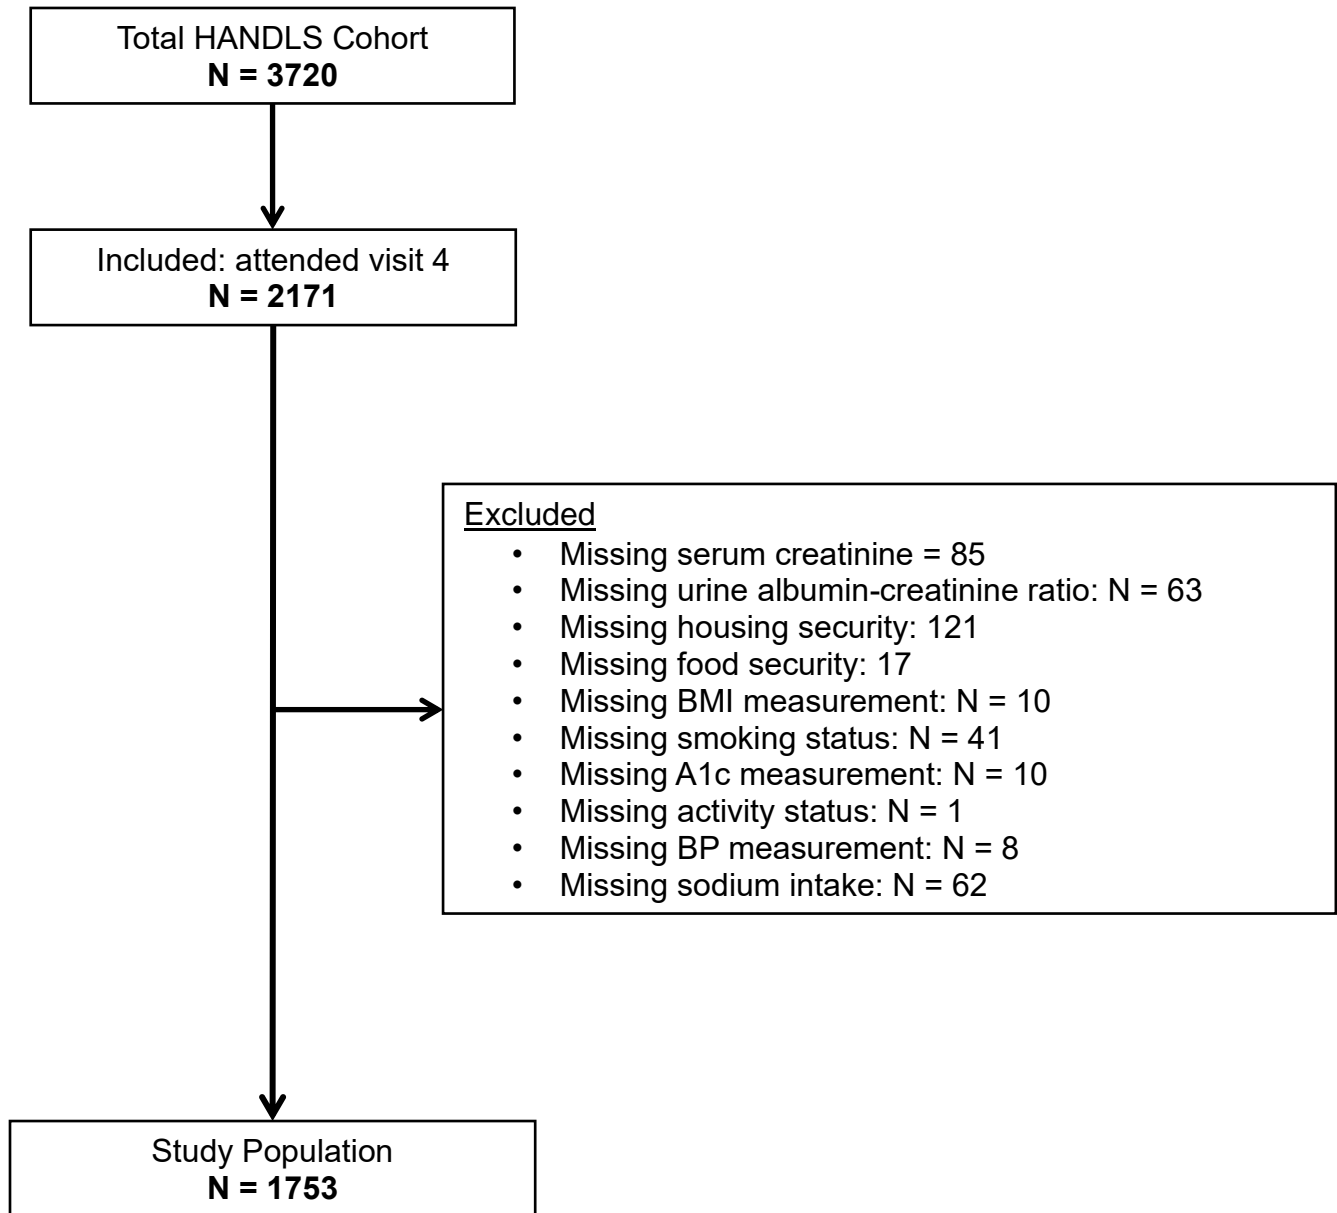 Total HANDLS Cohort
N = 3720
Included: attended visit 4
N = 2171
Excluded
• Missing serum creatinine = 85
• Missing urine albumin-creatinine ratio: N = 63
• Missing housing security: 121
• Missing food security: 17
• Missing BMI measurement: N = 10
• Missing smoking status: N = 41
• Missing A1c measurement: N = 10
• Missing activity status: N = 1
• Missing BP measurement: N = 8
• Missing sodium intake: N = 62
Study Population
N = 1753